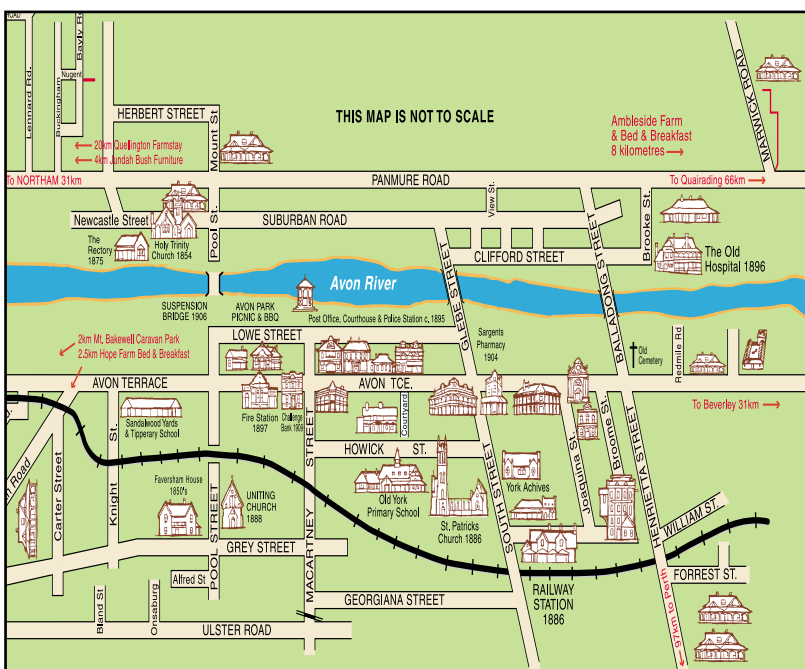 ROAD
Bayly Rd
Lennard Rd.
Buckingham
Nugent
HERBERT STREET
Mount St
THIS MAP IS NOT TO SCALE
Ambleside Farm
& Bed & Breakfast
8 kilometres
MARWICK ROAD
20km Quellington Farmstay
4km Jundah Bush Furniture
To NORTHAM 31km
PANMURE ROAD
To Quairading 66km
Newcastle Street
Pool St.
SUBURBAN ROAD
View St.
Brooke St.
The
Rectory
1875
Holy Trinity
Church 1854
CLIFFORD STREET
The Old
Hospital 1896
Avon River
GLEBE STREET
BALADONG STREET
SUSPENSION
BRIDGE 1906
AVON PARK
PICNIC & BBQ
Post Office, Courthouse & Police Station c, 1895
LOWE STREET
Sargents
Pharmacy
1904
Old
Cemetery
Redmile Rd
2km Mt, Bakewell Caravan Park
2.5km Hope Farm Bed & Breakfast
AVON TERRACE
AVON TCE.
To Beverley 31km
Sandalwood Yards
& Tipperary School
Fire Station
1897
Challenge
Bank 1909
Courtyard
HOWICK ST.
Joaquina St.
Broome St.
HENRIETTA STREET
Carter Street
Knight St.
Faversham House
1850's
UNITING
CHURCH
1888
POOL STREET
MACARTNEY STREET
Old York
Primary School
St. Patricks
Church 1886
York Achives
SOUTH STREET
WILLIAM ST.
GREY STREET
Alfred St
RAILWAY
STATION
1886
FORREST ST.
GEORGIANA STREET
Bland St
Onsaburg
ULSTER ROAD
97km to Perth